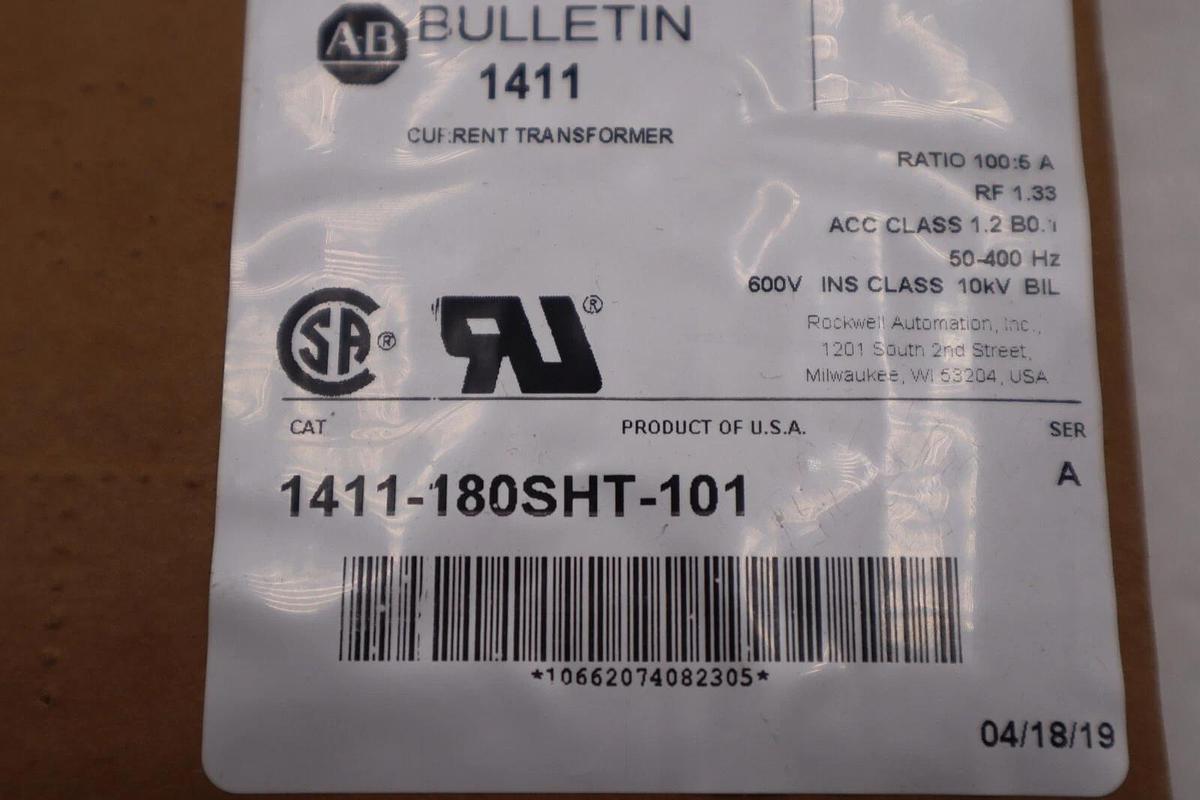 A-B BULLETIN
1411
CURRENT TRANSFORMER
RATIO 100:5 A
RF 1.33
ACC CLASS 1.2 B0.1
50-400 Hz
600V INS CLASS 10kV BIL
Rockwell Automation, Inc.,
1201 South 2nd Street,
Milwaukee, WI 53204, USA
SA ®
RU ®
CAT
PRODUCT OF U.S.A.
SER
1411-180SHT-101
A
*10662074082305*
04/18/19